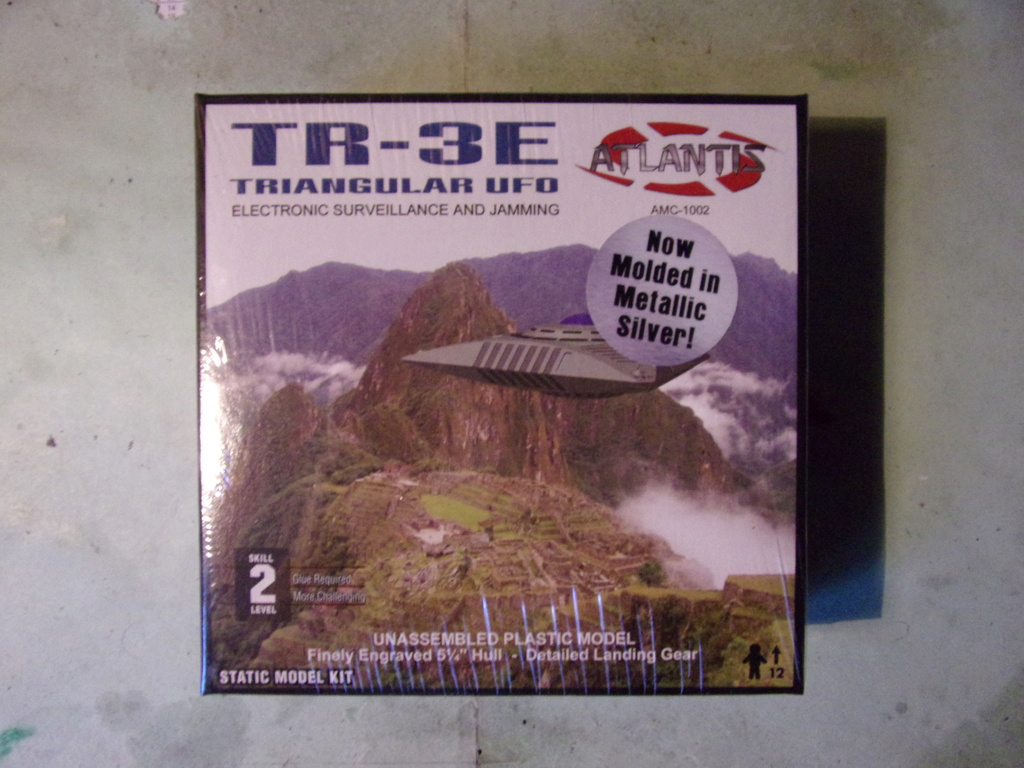 TR-3E
TRIANGULAR UFO
ELECTRONIC SURVEILLANCE AND JAMMING
ATLANTIS
AMC-1002
Now
Molded in
Metallic
Silver!
SKILL
2
LEVEL
Glue Required
More Challenging
UNASSEMBLED PLASTIC MODEL
Finely Engraved 5¼" Hull - Detailed Landing Gear
STATIC MODEL KIT
12